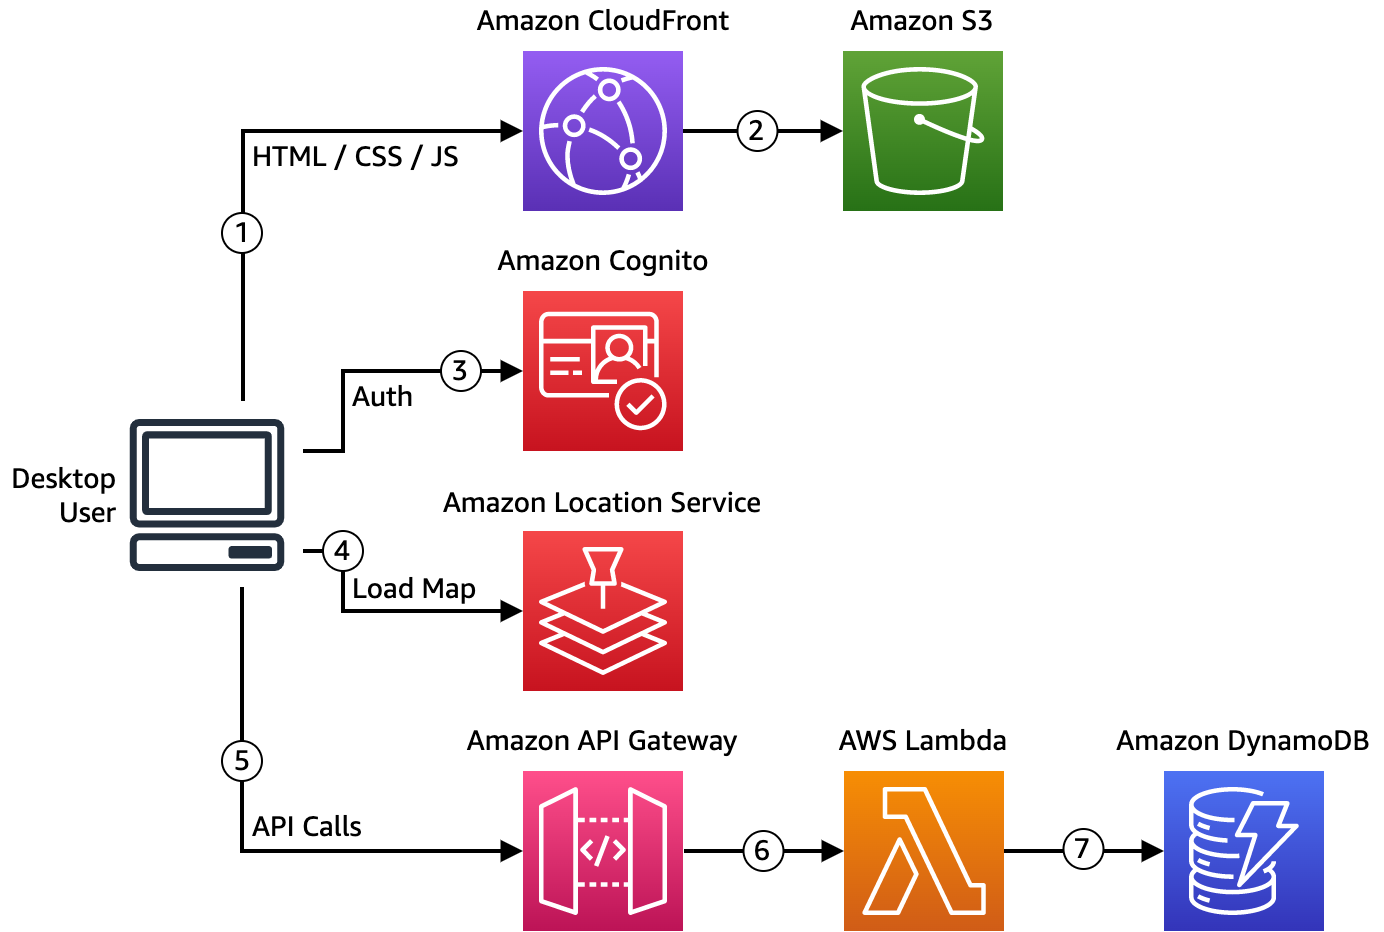 Amazon CloudFront
Amazon S3
2
HTML / CSS / JS
1
Amazon Cognito
3
Auth
Desktop
User
Amazon Location Service
4
Load Map
Amazon API Gateway
AWS Lambda
Amazon DynamoDB
5
API Calls
</>
6
7